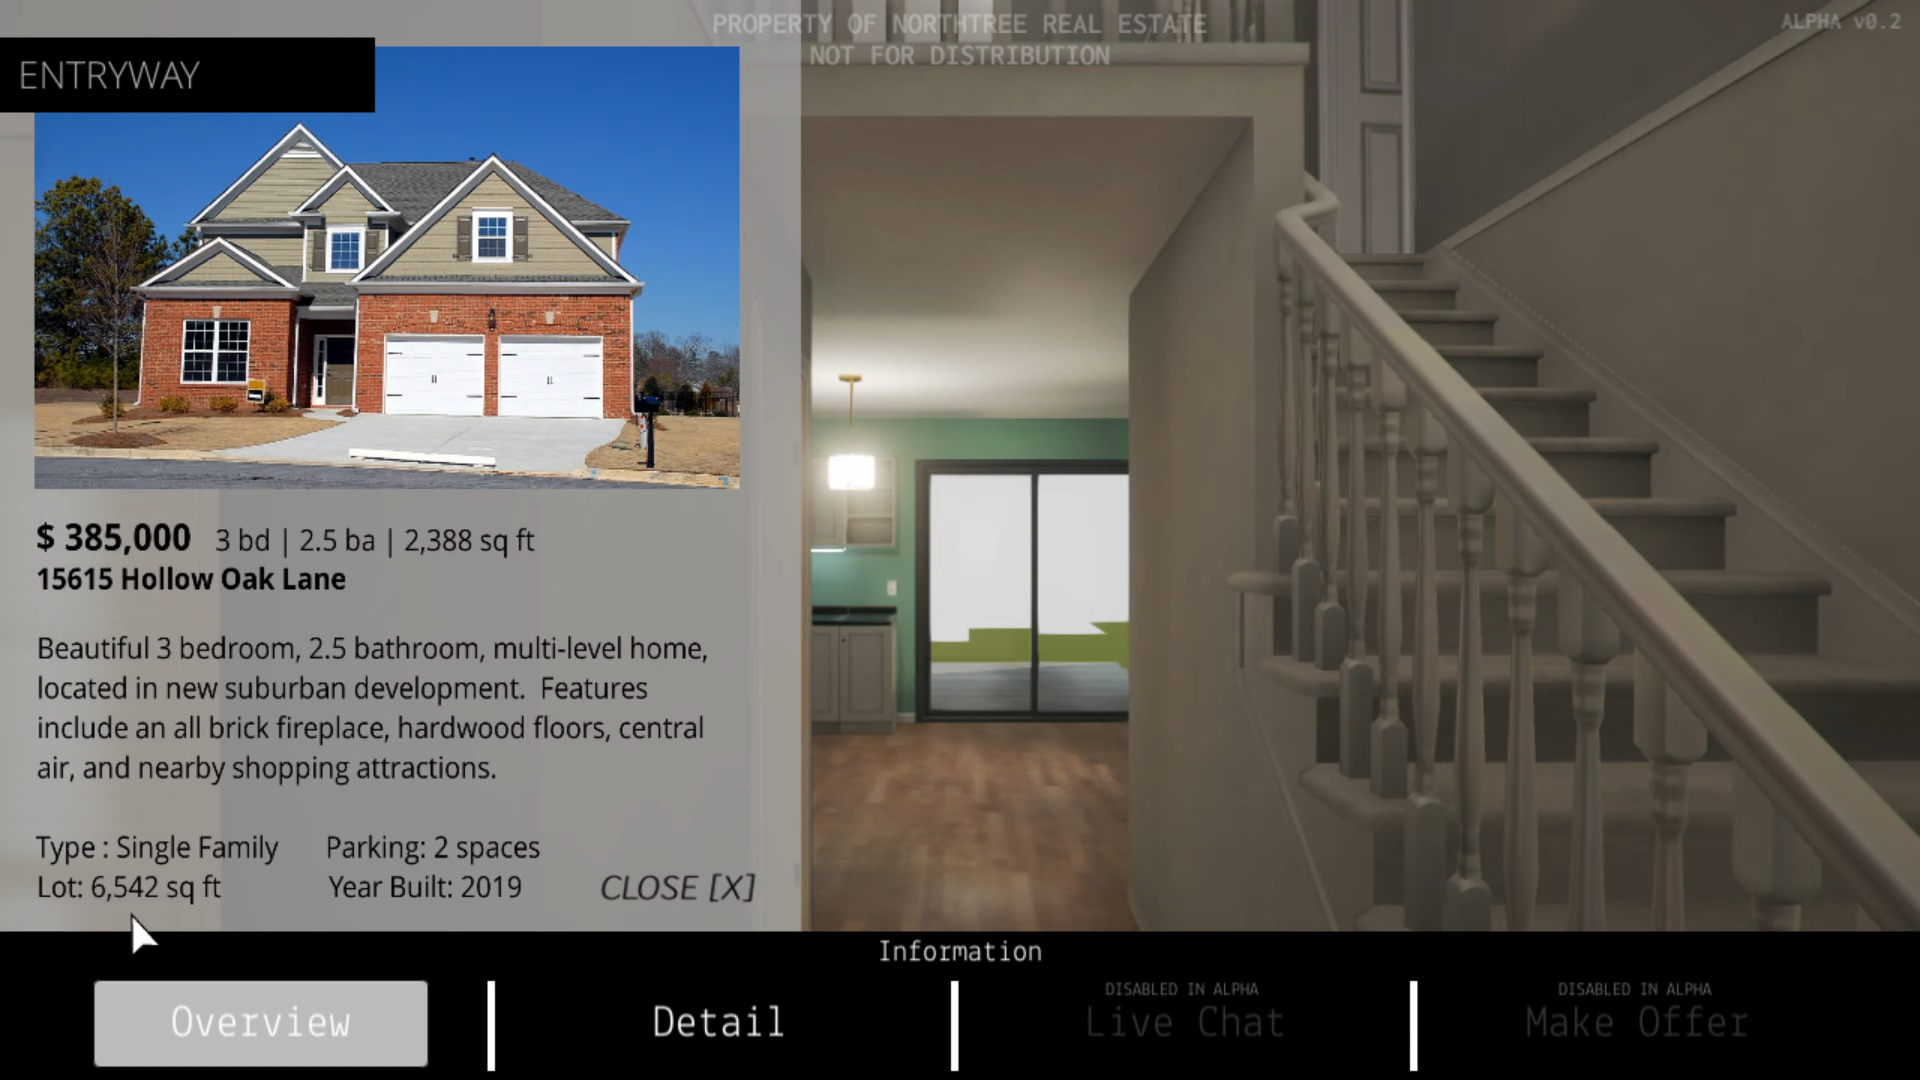 PROPERTY OF NORTHTREE REAL ESTATE
NOT FOR DISTRIBUTION
ALPHA v0.2
ENTRYWAY
$ 385,000 3 bd | 2.5 ba | 2,388 sq ft
15615 Hollow Oak Lane
Beautiful 3 bedroom, 2.5 bathroom, multi-level home,
located in new suburban development. Features
include an all brick fireplace, hardwood floors, central
air, and nearby shopping attractions.
Type : Single Family Parking: 2 spaces
Lot: 6,542 sq ft Year Built: 2019
CLOSE [X]
Information
Overview
Detail
DISABLED IN ALPHA
Live Chat
DISABLED IN ALPHA
Make Offer